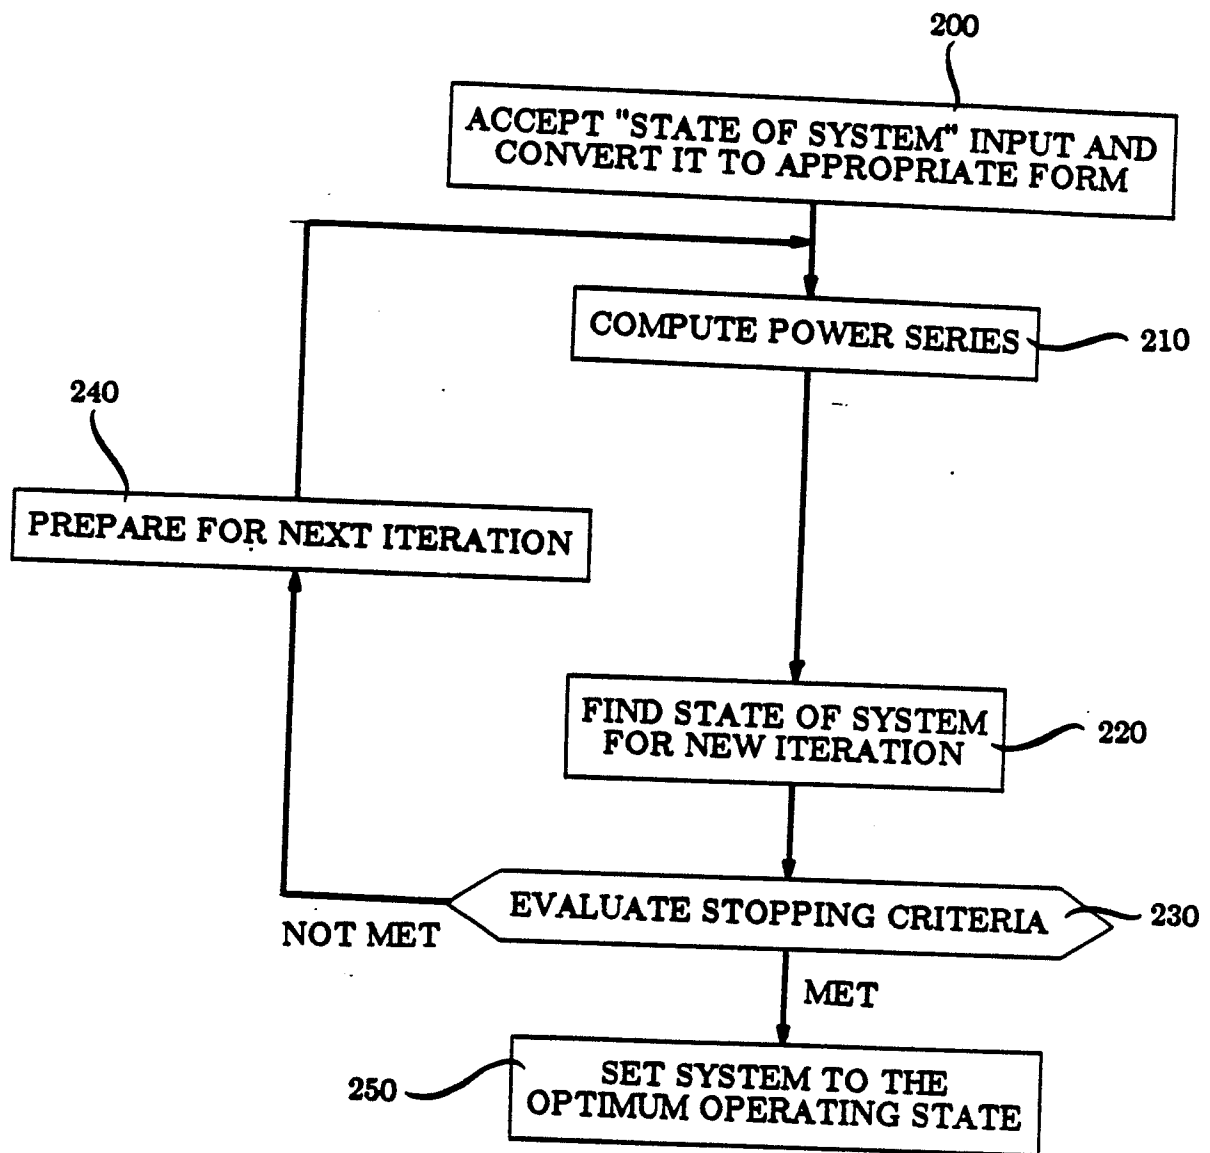 200
ACCEPT "STATE OF SYSTEM" INPUT AND
CONVERT IT TO APPROPRIATE FORM
COMPUTE POWER SERIES
210
240
PREPARE FOR NEXT ITERATION
FIND STATE OF SYSTEM
FOR NEW ITERATION
220
EVALUATE STOPPING CRITERIA
230
NOT MET
MET
250
SET SYSTEM TO THE
OPTIMUM OPERATING STATE